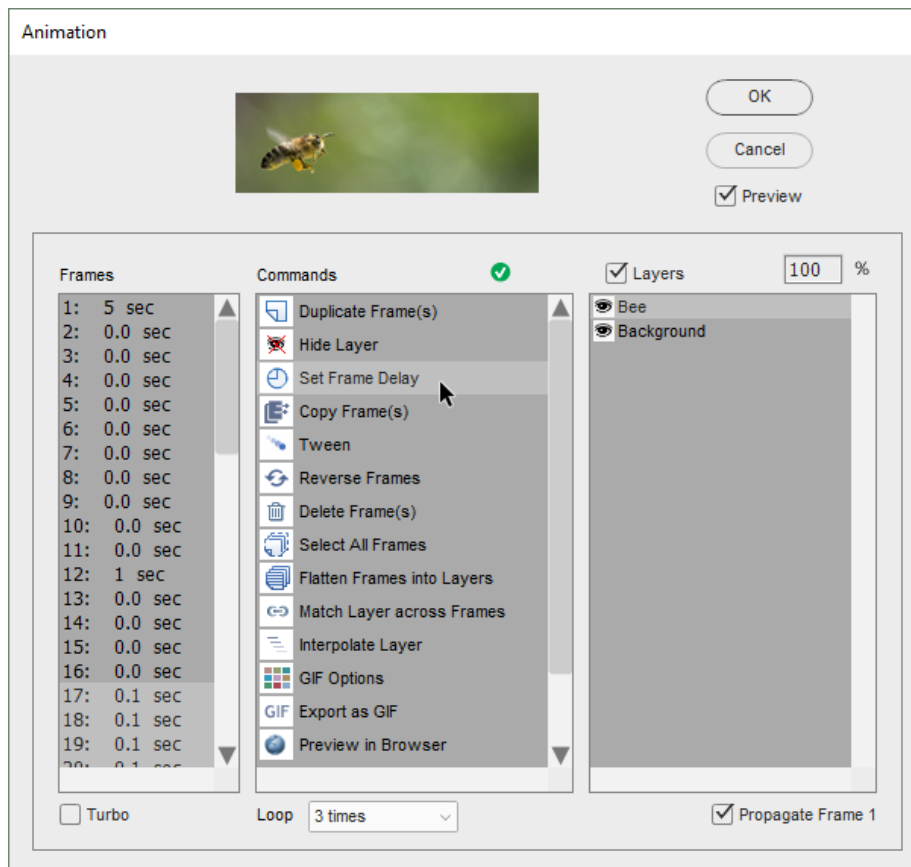 Animation
OK
Cancel
Preview
Frames
1: 5 sec
2: 0.0 sec
3: 0.0 sec
4: 0.0 sec
5: 0.0 sec
6: 0.0 sec
7: 0.0 sec
8: 0.0 sec
9: 0.0 sec
10: 0.0 sec
11: 0.0 sec
12: 1 sec
13: 0.0 sec
14: 0.0 sec
15: 0.0 sec
16: 0.0 sec
17: 0.1 sec
18: 0.1 sec
19: 0.1 sec
20: 0.1 sec
Turbo
Commands
Duplicate Frame(s)
Hide Layer
Set Frame Delay
Copy Frame(s)
Tween
Reverse Frames
Delete Frame(s)
Select All Frames
Flatten Frames into Layers
Match Layer across Frames
Interpolate Layer
GIF Options
GIF Export as GIF
Preview in Browser
Loop 3 times
Layers 100 %
Bee
Background
Propagate Frame 1